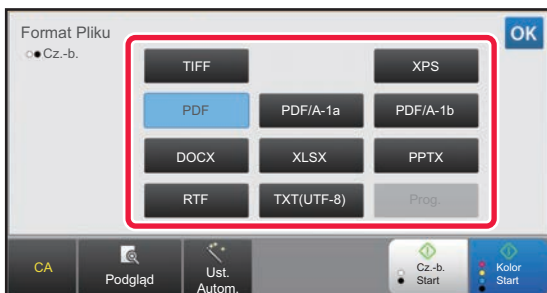 Format Pliku
OK
Cz.-b.
TIFF
XPS
PDF
PDF/A-1a
PDF/A-1b
DOCX
XLSX
PPTX
RTF
TXT(UTF-8)
Prog.
CA
Podgląd
Ust.
Autom.
Cz.-b.
Start
Kolor
Start